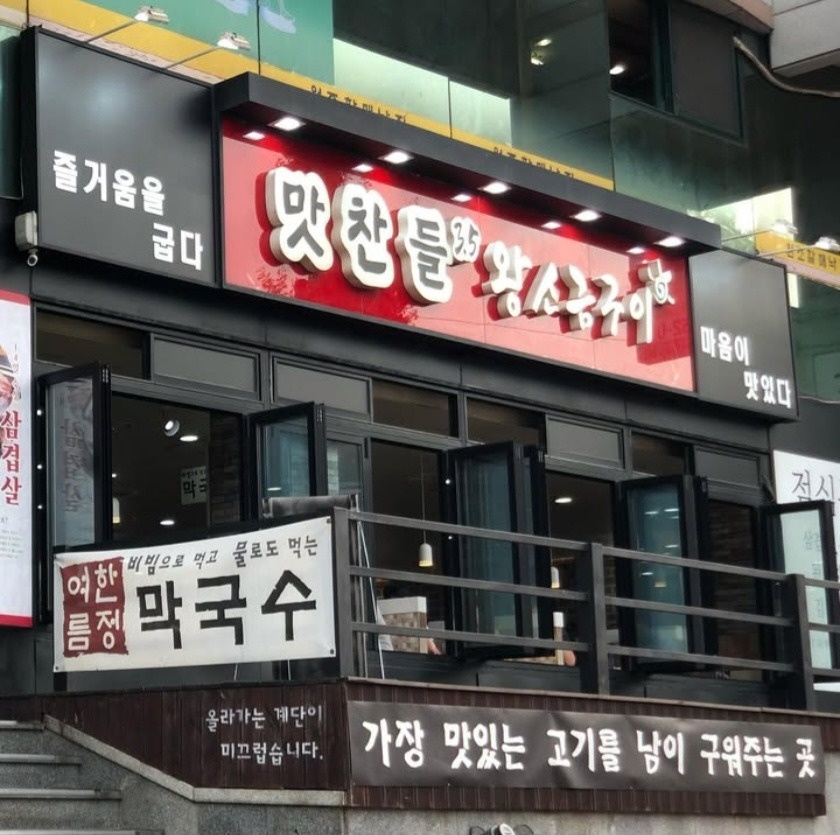 즐거움을
굽다
맛찬들3.5 왕소금구이
마음이
맛있다
삼겹살
비빔으로 먹고 물로도 먹는
여름한정
막국수
올라가는 계단이
미끄럽습니다.
가장 맛있는 고기를 남이 구워주는 곳